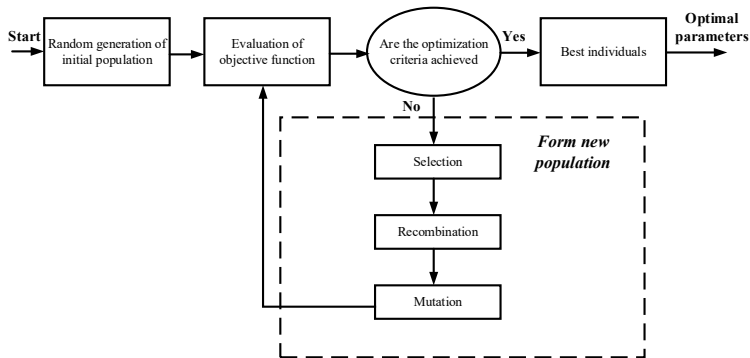 Start
Random generation of
initial population
Evaluation of
objective function
Are the optimization
criteria achieved
Yes
Best individuals
Optimal
parameters
No
Form new
population
Selection
Recombination
Mutation